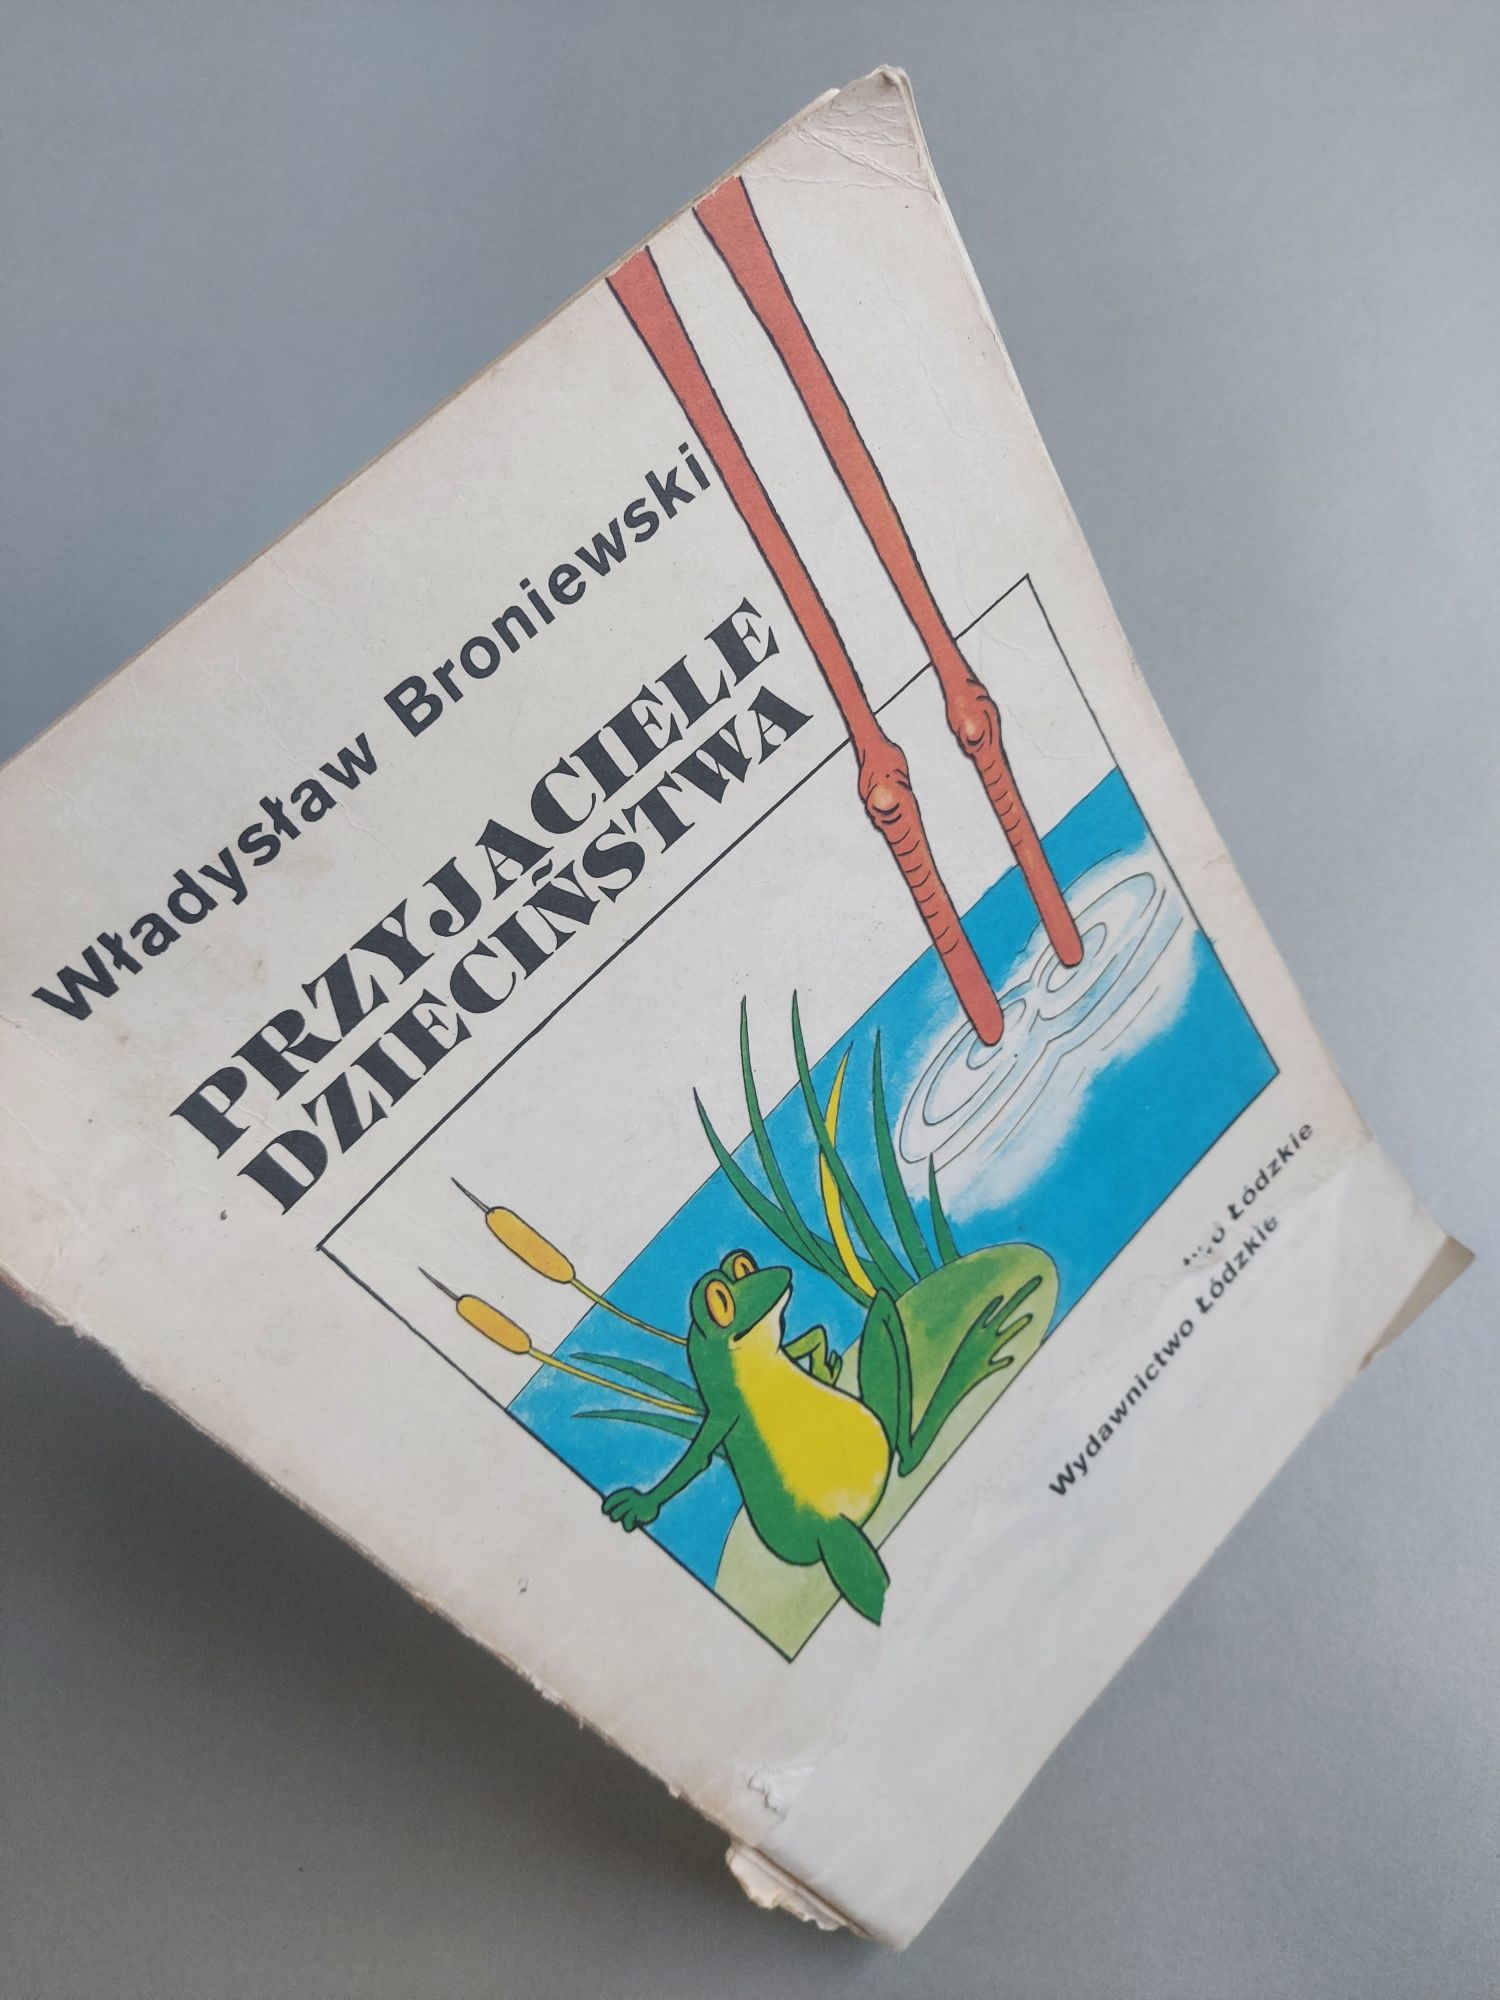 Władysław Broniewski
PRZYJACIELE
DZIECIŃSTWA
Łódzkie
Wydawnictwo Łódzkie